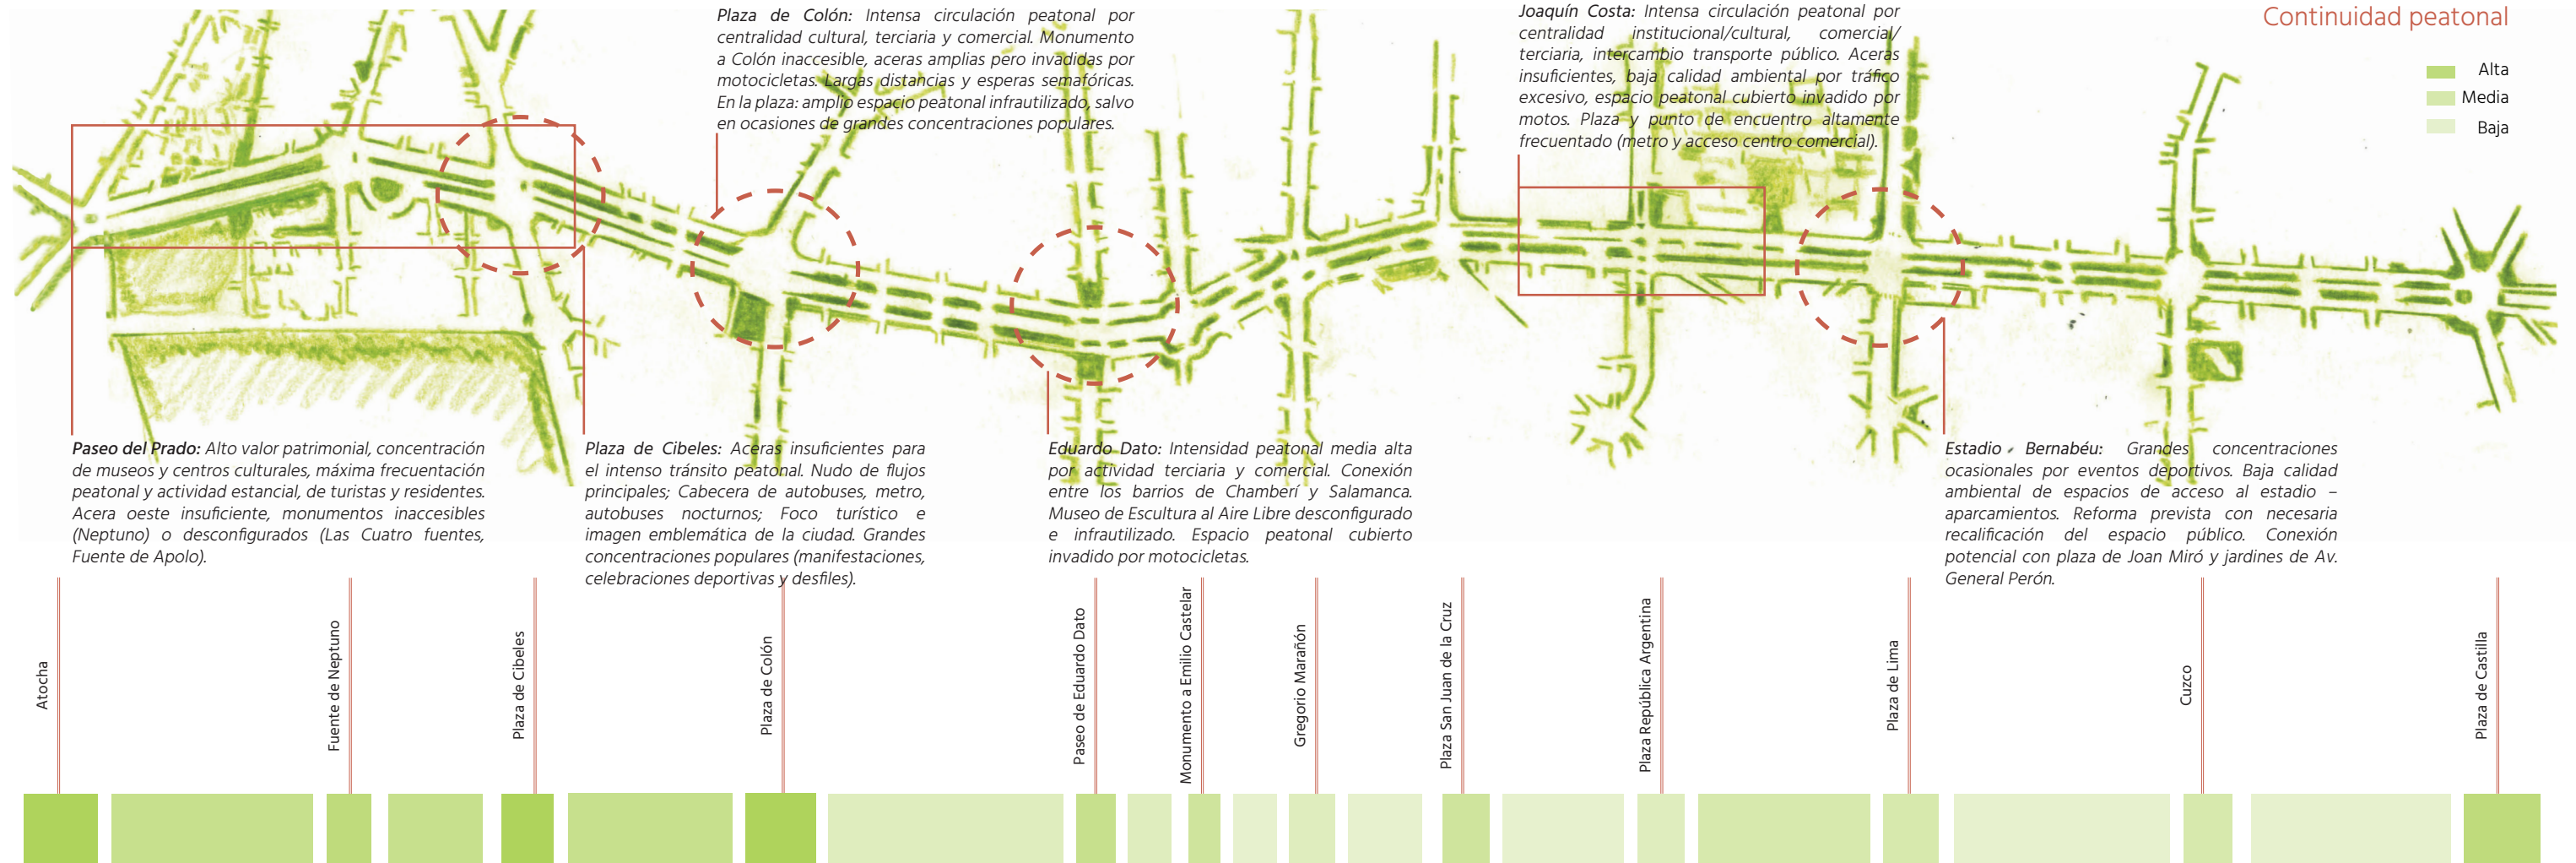 Plaza de Colón: Intensa circulación peatonal por
centralidad cultural, terciaria y comercial. Monumento
a Colón inaccesible, aceras amplias pero invadidas por
motocicletas. Largas distancias y esperas semafóricas.
En la plaza: amplio espacio peatonal infrautilizado, salvo
en ocasiones de grandes concentraciones populares.
Joaquín Costa: Intensa circulación peatonal por
centralidad institucional/cultural, comercial/
terciaria, intercambio transporte público. Aceras
insuficientes, baja calidad ambiental por tráfico
excesivo, espacio peatonal cubierto invadido por
motos. Plaza y punto de encuentro altamente
frecuentado (metro y acceso centro comercial).
Continuidad peatonal
Alta
Media
Baja
Paseo del Prado: Alto valor patrimonial, concentración
de museos y centros culturales, máxima frecuentación
peatonal y actividad estancial, de turistas y residentes.
Acera oeste insuficiente, monumentos inaccesibles
(Neptuno) o desconfigurados (Las Cuatro fuentes,
Fuente de Apolo).
Plaza de Cibeles: Aceras insuficientes para
el intenso tránsito peatonal. Nudo de flujos
principales; Cabecera de autobuses, metro,
autobuses nocturnos; Foco turístico e
imagen emblemática de la ciudad. Grandes
concentraciones populares (manifestaciones,
celebraciones deportivas y desfiles).
Eduardo Dato: Intensidad peatonal media alta
por actividad terciaria y comercial. Conexión
entre los barrios de Chamberí y Salamanca.
Museo de Escultura al Aire Libre desconfigurado
e infrautilizado. Espacio peatonal cubierto
invadido por motocicletas.
Estadio Bernabéu: Grandes concentraciones
ocasionales por eventos deportivos. Baja calidad
ambiental de espacios de acceso al estadio –
aparcamientos. Reforma prevista con necesaria
recalificación del espacio público. Conexión
potencial con plaza de Joan Miró y jardines de Av.
General Perón.
Atocha
Fuente de Neptuno
Plaza de Cibeles
Plaza de Colón
Paseo de Eduardo Dato
Monumento a Emilio Castelar
Gregorio Marañón
Plaza San Juan de la Cruz
Plaza República Argentina
Plaza de Lima
Cuzco
Plaza de Castilla